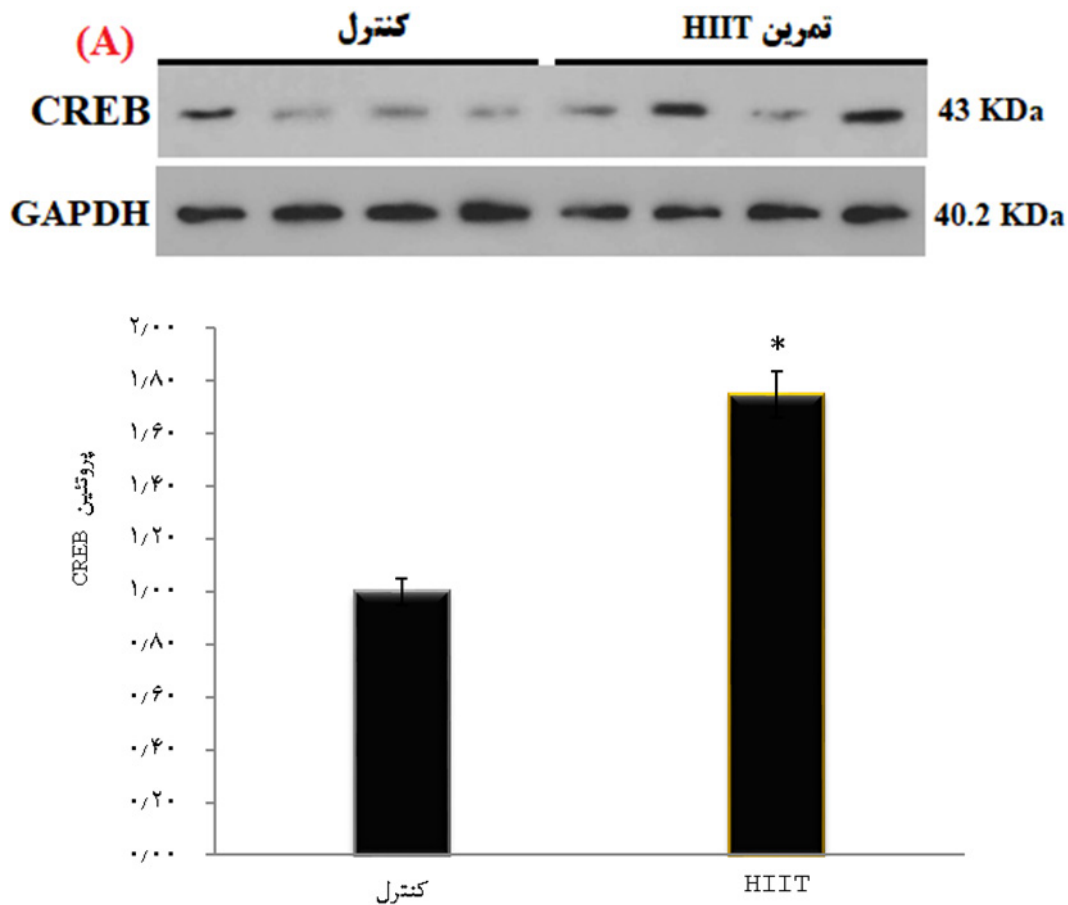 (A)
کنترل
تمرین HIIT
CREB
43 KDa
GAPDH
40.2 KDa
پروتئین CREB
۲٫۰۰
*
۱٫۸۰
۱٫۶۰
۱٫۴۰
۱٫۲۰
۱٫۰۰
۰٫۸۰
۰٫۶۰
۰٫۴۰
۰٫۲۰
۰٫۰۰
کنترل
HIIT